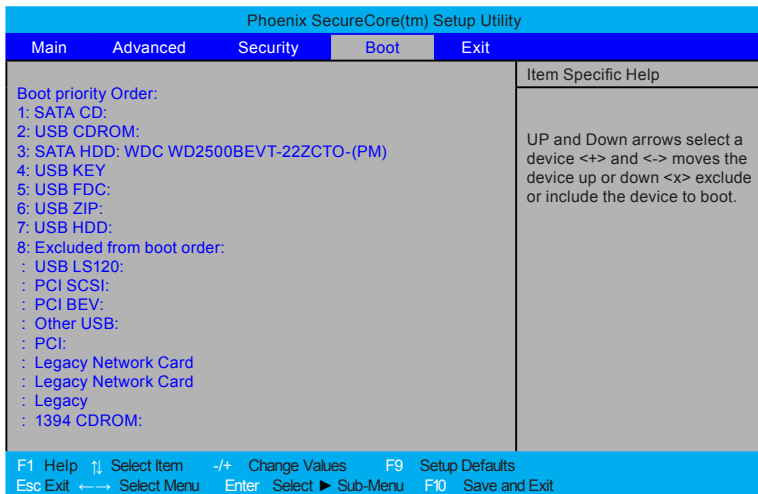 Phoenix SecureCore(tm) Setup Utility
Main Advanced Security Boot Exit
Boot priority Order:
1: SATA CD:
2: USB CDROM:
3: SATA HDD: WDC WD2500BEVT-22ZCTO-(PM)
4: USB KEY
5: USB FDC:
6: USB ZIP:
7: USB HDD:
8: Excluded from boot order:
: USB LS120:
: PCI SCSI:
: PCI BEV:
: Other USB:
: PCI:
: Legacy Network Card
: Legacy Network Card
: Legacy
: 1394 CDROM:
Item Specific Help
UP and Down arrows select a
device <+> and <-> moves the
device up or down <x> exclude
or include the device to boot.
F1 Help ↑↓ Select Item -/+ Change Values F9 Setup Defaults
Esc Exit ←→ Select Menu Enter Select ► Sub-Menu F10 Save and Exit